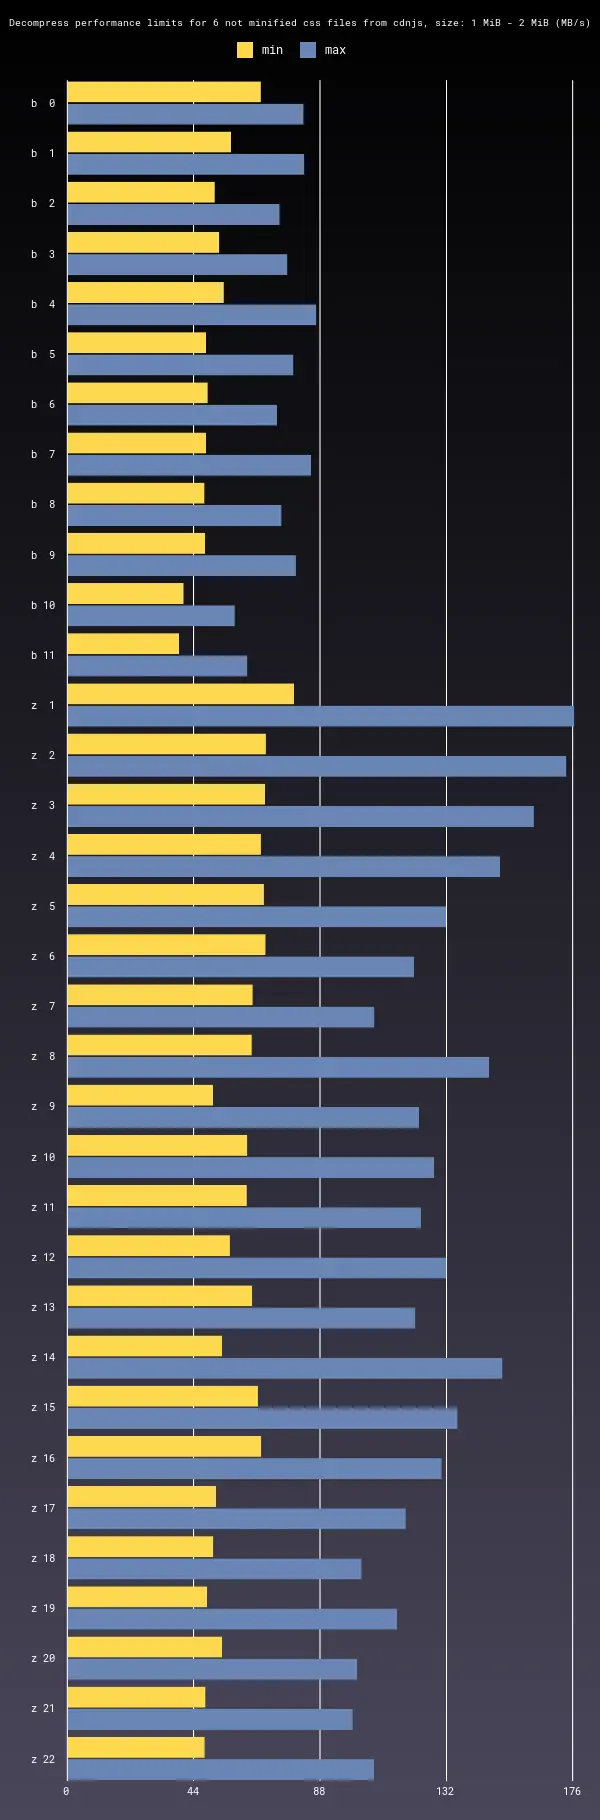 Decompress performance limits for 6 not minified css files from cdnjs, size: 1 MiB - 2 MiB (MB/s)
min max
b 0
b 1
b 2
b 3
b 4
b 5
b 6
b 7
b 8
b 9
b 10
b 11
z 1
z 2
z 3
z 4
z 5
z 6
z 7
z 8
z 9
z 10
z 11
z 12
z 13
z 14
z 15
z 16
z 17
z 18
z 19
z 20
z 21
z 22
0 44 88 132 176